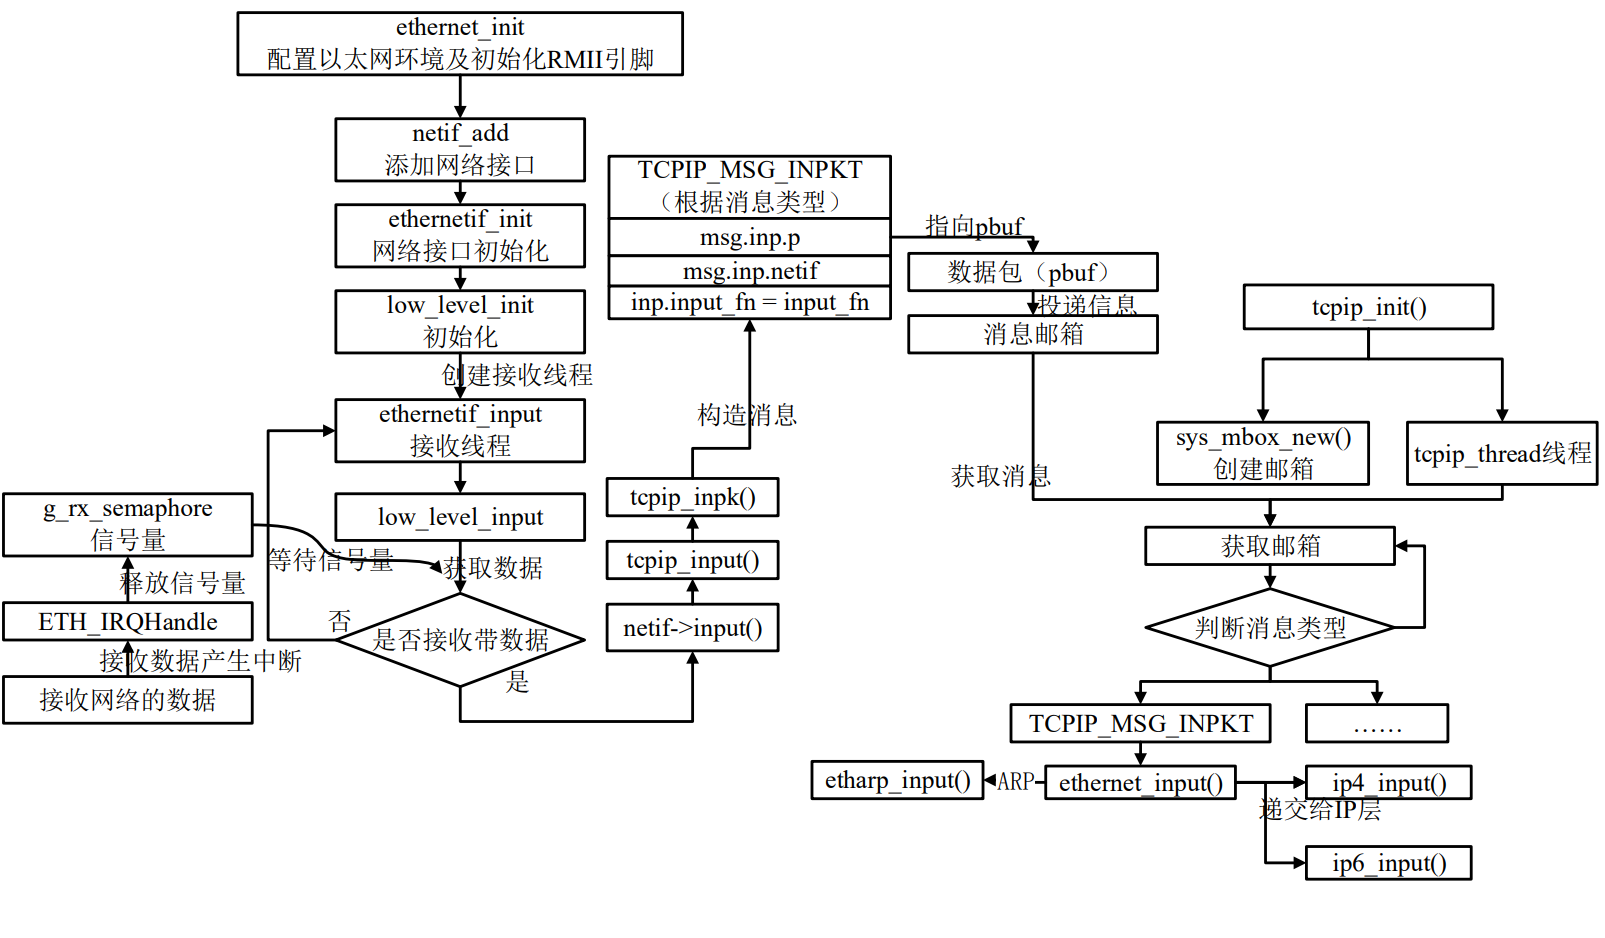 ethernet_init
配置以太网环境及初始化RMII引脚
netif_add
添加网络接口
ethernetif_init
网络接口初始化
low_level_init
初始化
创建接收线程
ethernetif_input
接收线程
low_level_input
g_rx_semaphore
信号量
等待信号量
获取数据
释放信号量
ETH_IRQHandle
否
是否接收带数据
接收数据产生中断
是
接收网络的数据
TCPIP_MSG_INPKT
（根据消息类型）
msg.inp.p
msg.inp.netif
inp.input_fn = input_fn
构造消息
tcpip_inpk()
tcpip_input()
netif->input()
指向pbuf
数据包（pbuf）
投递信息
消息邮箱
获取消息
tcpip_init()
sys_mbox_new()
创建邮箱
tcpip_thread线程
获取邮箱
判断消息类型
TCPIP_MSG_INPKT
……
etharp_input()
ARP
ethernet_input()
ip4_input()
递交给IP层
ip6_input()